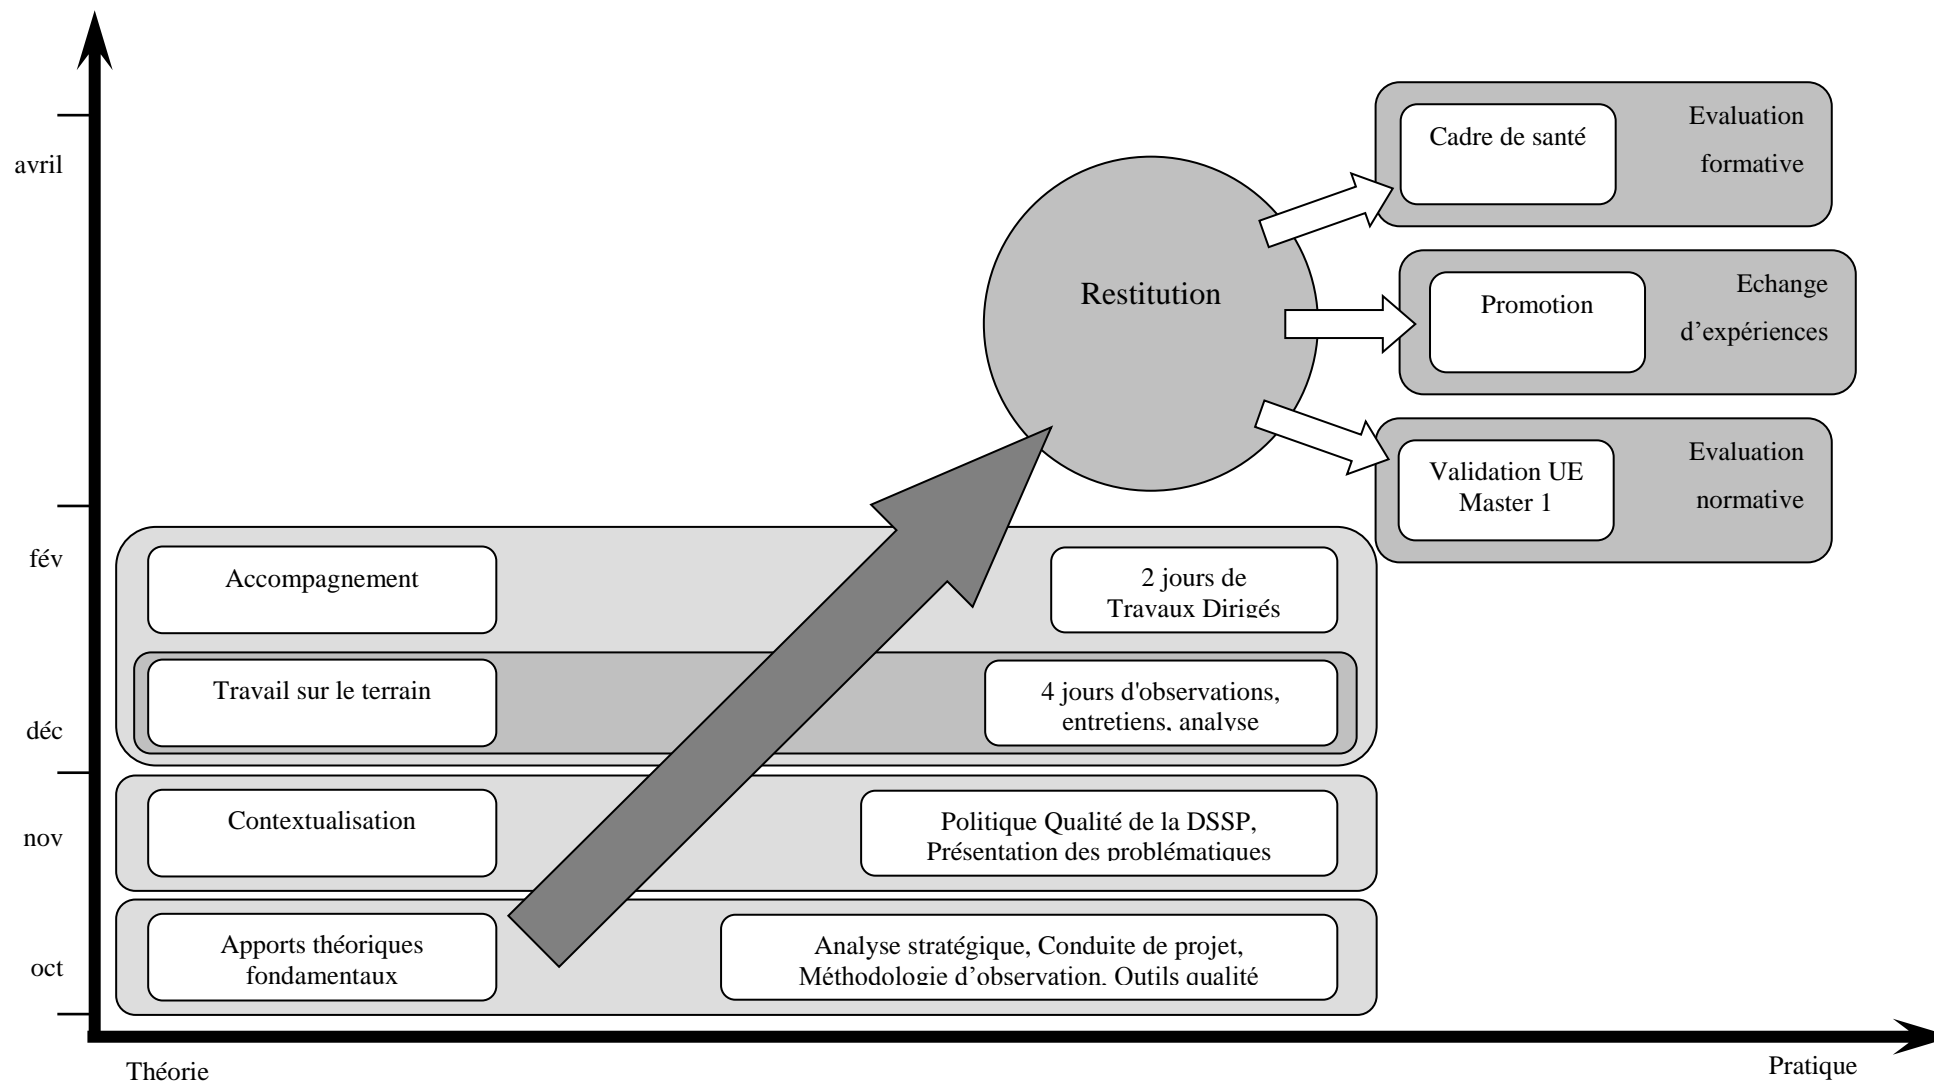 avril
fév
déc
nov
oct
Cadre de santé
Evaluation
formative
Restitution
Promotion
Echange
d’expériences
Validation UE
Master 1
Evaluation
normative
Accompagnement
2 jours de
Travaux Dirigés
Travail sur le terrain
4 jours d'observations,
entretiens, analyse
Contextualisation
Politique Qualité de la DSSP,
Présentation des problématiques
Apports théoriques
fondamentaux
Analyse stratégique, Conduite de projet,
Méthodologie d’observation, Outils qualité
Théorie
Pratique